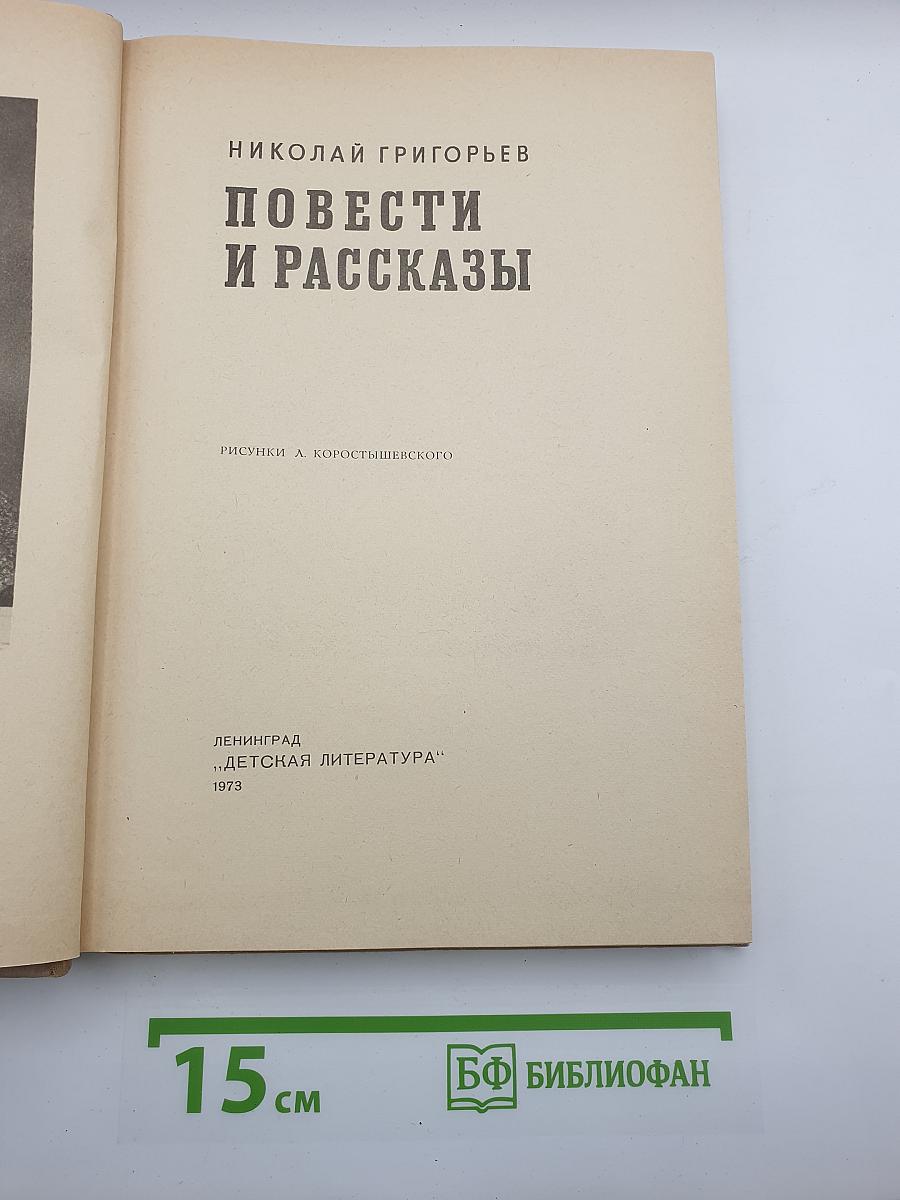 НИКОЛАЙ ГРИГОРЬЕВ
ПОВЕСТИ
И РАССКАЗЫ
РИСУНКИ Л. КОРОСТЫШЕВСКОГО
ЛЕНИНГРАД
„ДЕТСКАЯ ЛИТЕРАТУРА“
1973
15 см
БФ БИБЛИОФАН